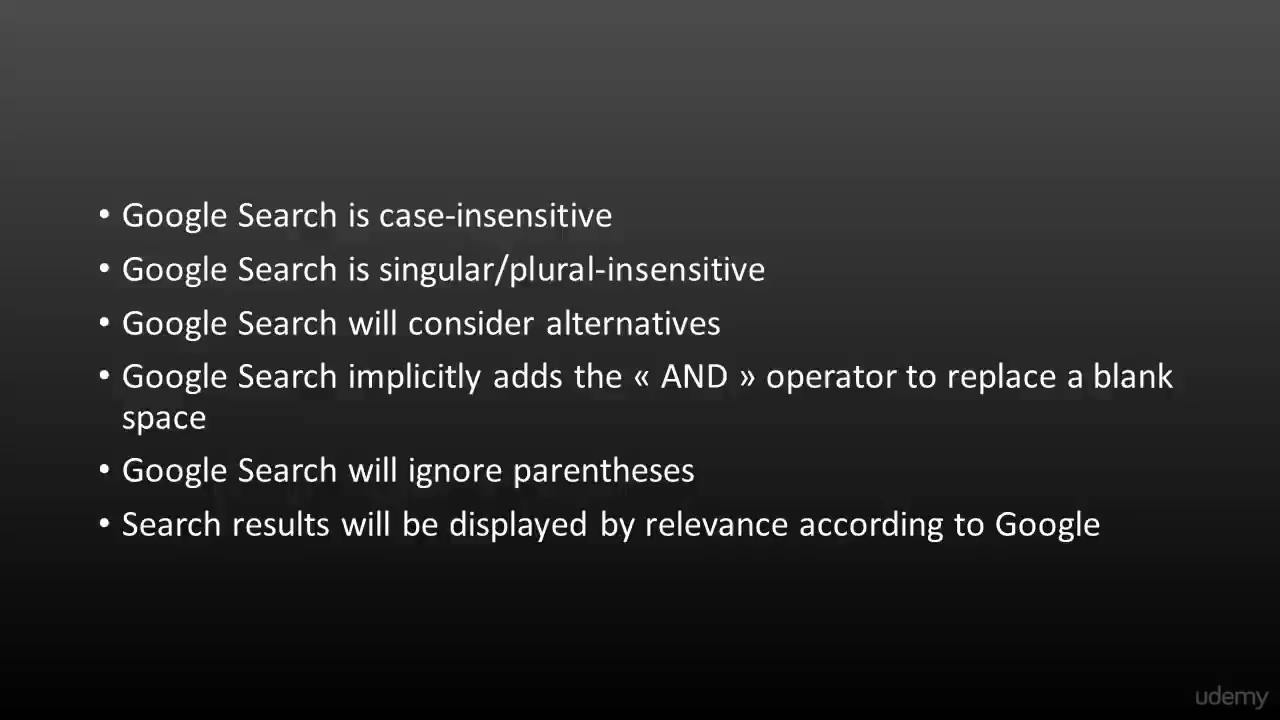 • Google Search is case-insensitive
• Google Search is singular/plural-insensitive
• Google Search will consider alternatives
• Google Search implicitly adds the « AND » operator to replace a blank
space
• Google Search will ignore parentheses
• Search results will be displayed by relevance according to Google
udemy